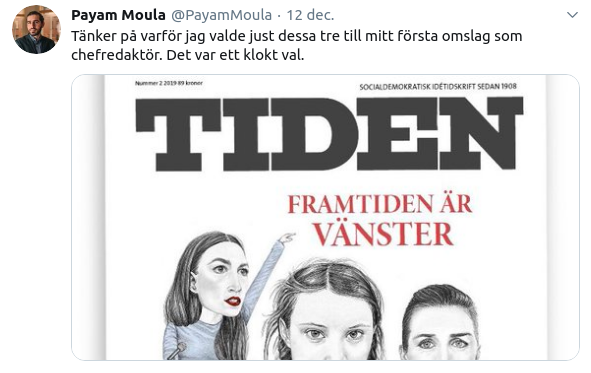 Payam Moula @PayamMoula · 12 dec.
Tänker på varför jag valde just dessa tre till mitt första omslag som
chefredaktör. Det var ett klokt val.
Nummer 2 2019 89 kronor
SOCIALDEMOKRATISK IDÉTIDSKRIFT SEDAN 1908
TIDEN
FRAMTIDEN ÄR
VÄNSTER